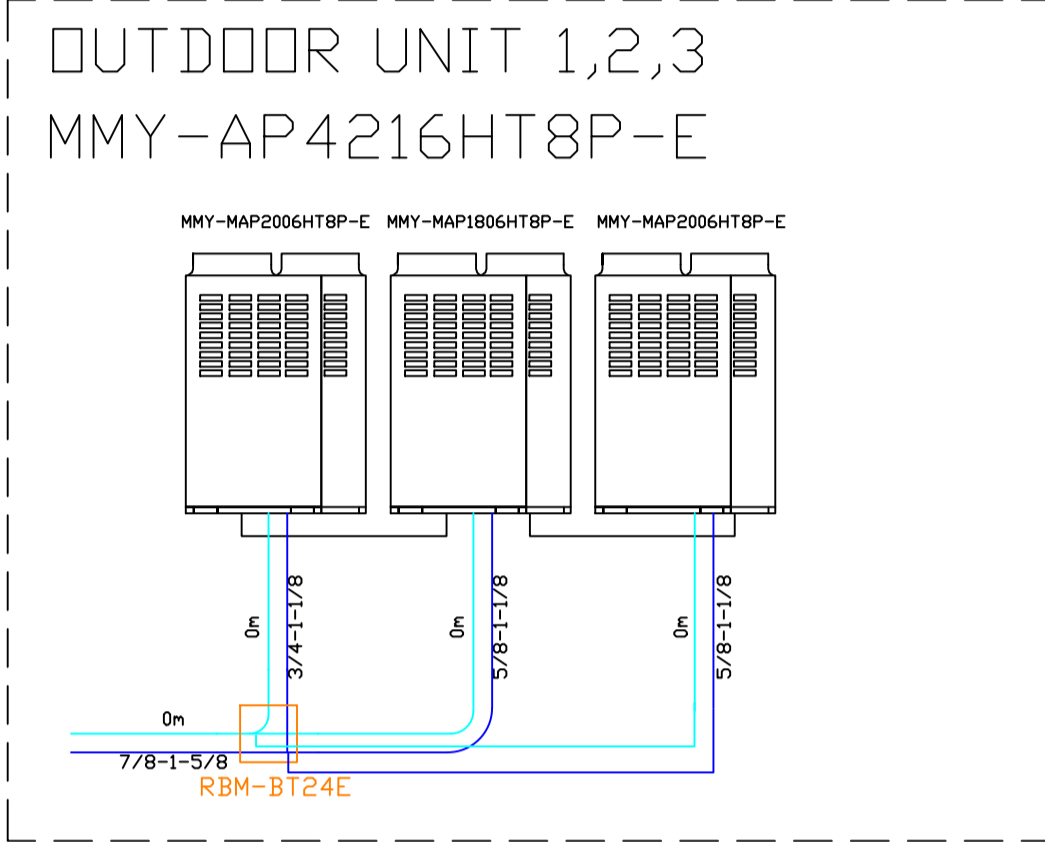 OUTDOOR UNIT 1,2,3
MMY-AP4216HT8P-E
MMY-MAP2006HT8P-E MMY-MAP1806HT8P-E MMY-MAP2006HT8P-E
0m
3/4-1-1/8
0m
5/8-1-1/8
0m
5/8-1-1/8
0m
7/8-1-5/8
RBM-BT24E